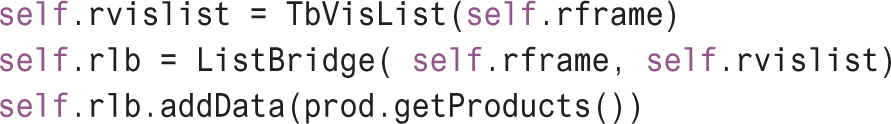 self.rvislist = TbVisList(self.rframe)
self.rlb = ListBridge( self.rframe, self.rvislist)
self.rlb.addData(prod.getProducts())